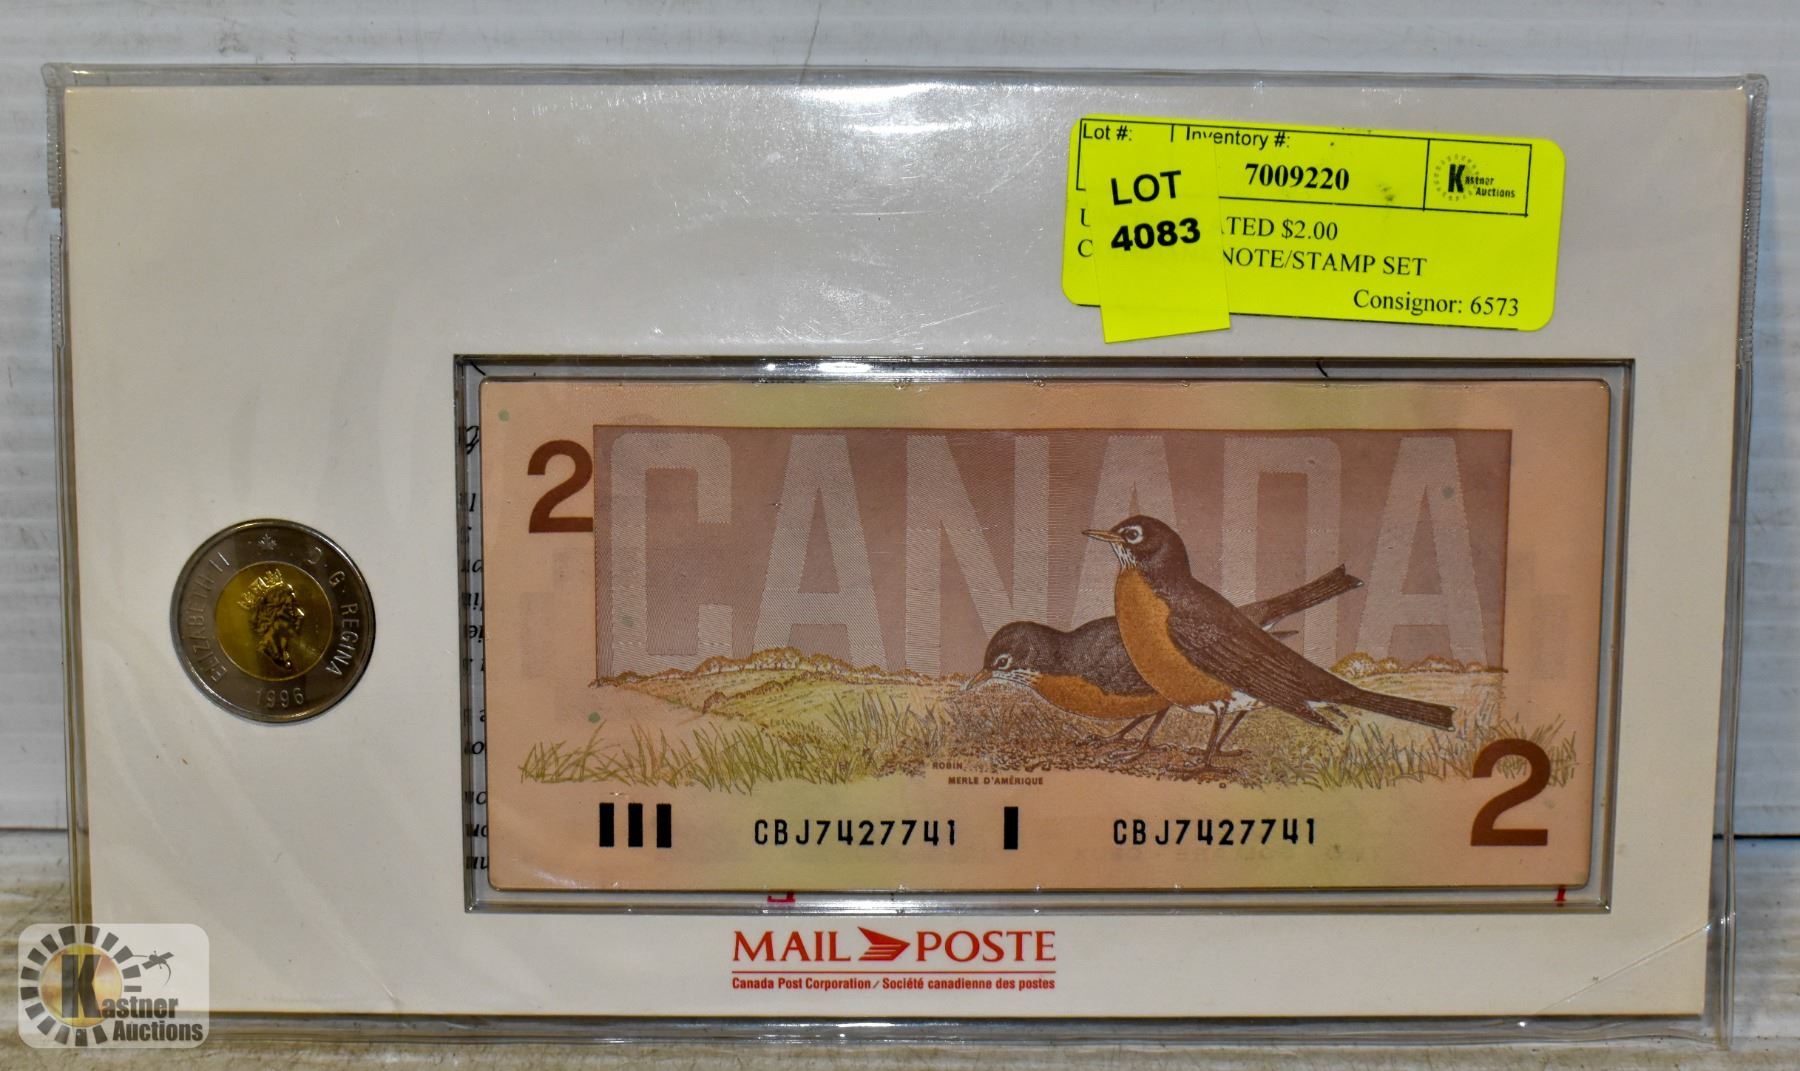 Lot #:
Inventory #:
7009220
Kastner
Auctions
LOT
4083
ATED $2.00
NOTE/STAMP SET
Consignor: 6573
CANADA
2
ELIZABETH II D·G·REGINA
1996
ROBIN
MERLE D'AMÉRIQUE
CBJ7427741
CBJ7427741
2
MAIL POSTE
Canada Post Corporation / Société canadienne des postes
Kastner
Auctions